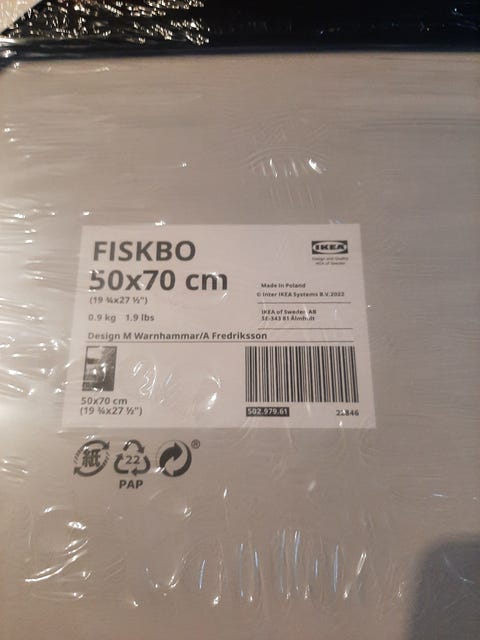 FISKBO
50x70 cm
(19 ¾x27 ½")
0.9 kg 1.9 lbs
Design M Warnhammar/A Fredriksson
50x70 cm
(19 ¾x27 ½")
IKEA
Design and Quality
IKEA of Sweden
Made in Poland
© Inter IKEA Systems B.V. 2022
IKEA of Sweden AB
SE-343 81 Älmhult
502.979.61
22846
紙
22
PAP
®